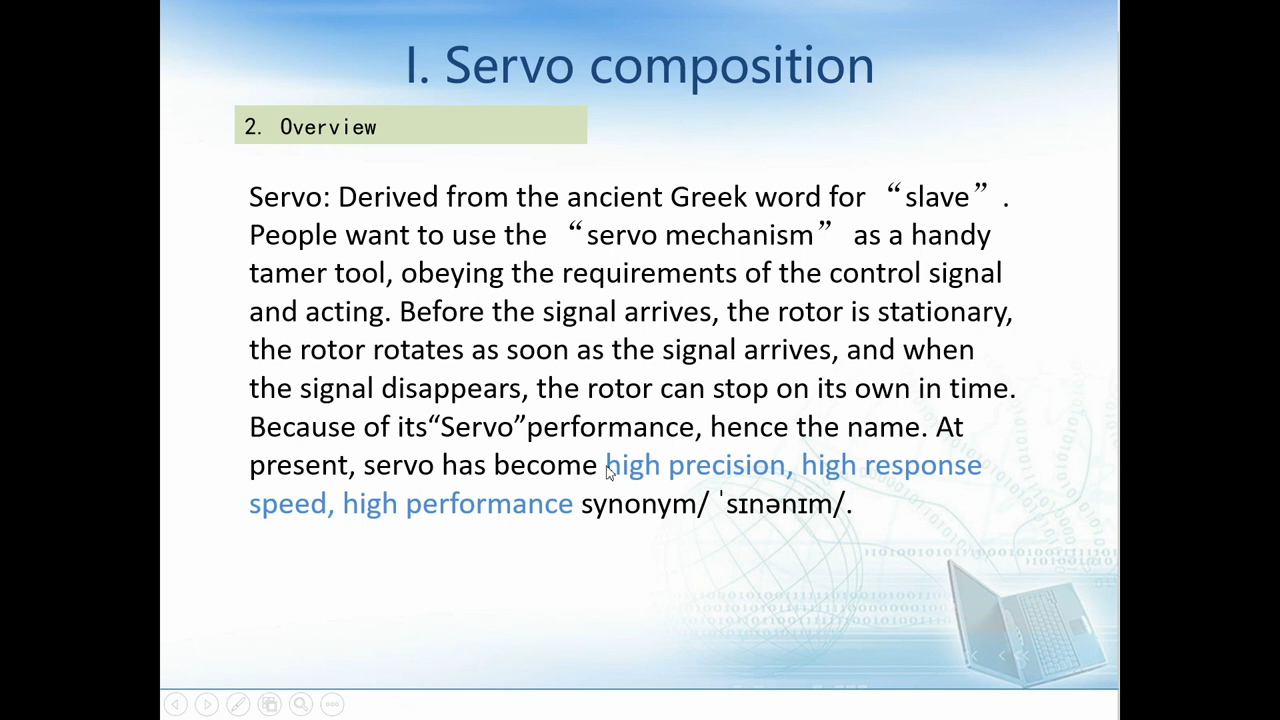 I. Servo composition
2. Overview
Servo: Derived from the ancient Greek word for “slave”.
People want to use the “servo mechanism” as a handy
tamer tool, obeying the requirements of the control signal
and acting. Before the signal arrives, the rotor is stationary,
the rotor rotates as soon as the signal arrives, and when
the signal disappears, the rotor can stop on its own in time.
Because of its“Servo”performance, hence the name. At
present, servo has become high precision, high response
speed, high performance synonym/ ˈsɪnənɪm/.